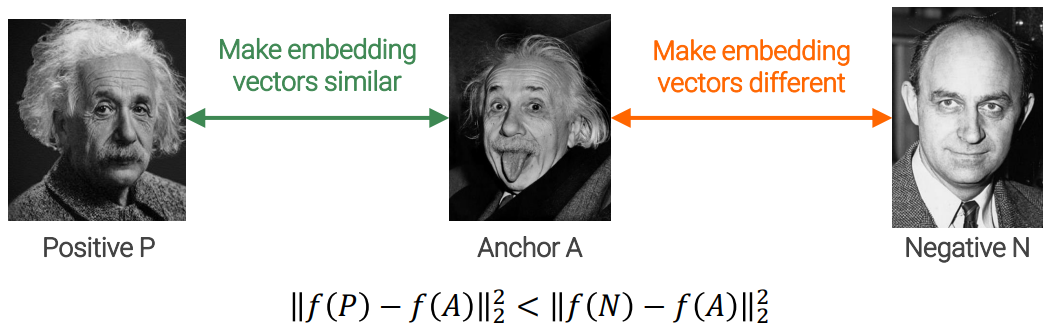 Make embedding
vectors similar
Make embedding
vectors different
Positive P
Anchor A
Negative N
‖f(P) − f(A)‖₂² < ‖f(N) − f(A)‖₂²